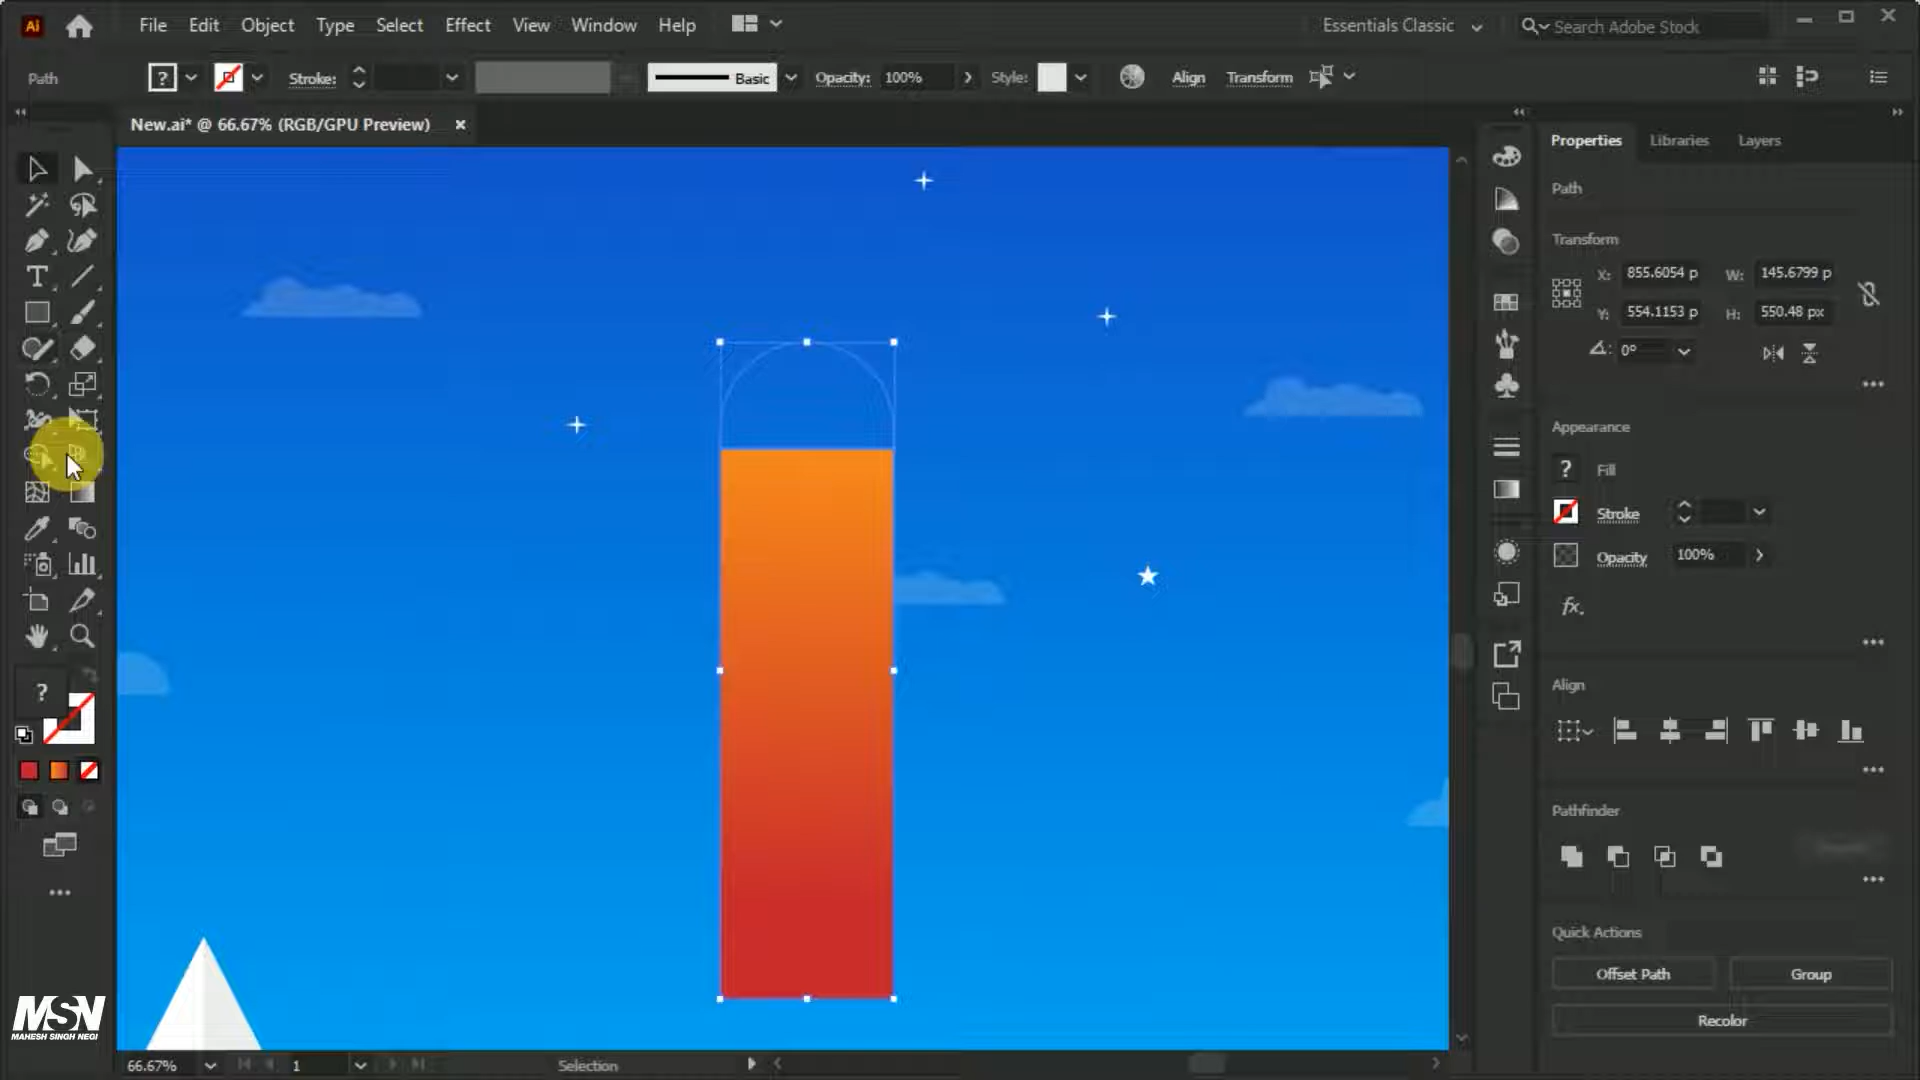 Ai File Edit Object Type Select Effect View Window Help Essentials Classic Search Adobe Stock
Path ? Stroke: Basic Opacity: 100% Style: Align Transform
New.ai* @ 66.67% (RGB/GPU Preview) ×
Properties Libraries Layers
Path
Transform
X: 855.6054 p W: 145.6799 p
Y: 554.1153 p H: 550.48 px
0°
Appearance
? Fill
Stroke
Opacity 100%
fx.
Align
Pathfinder
Quick Actions
Offset Path Group
Recolor
T
?
MSN
MAHESH SINGH NEGI
66.67% 1 Selection